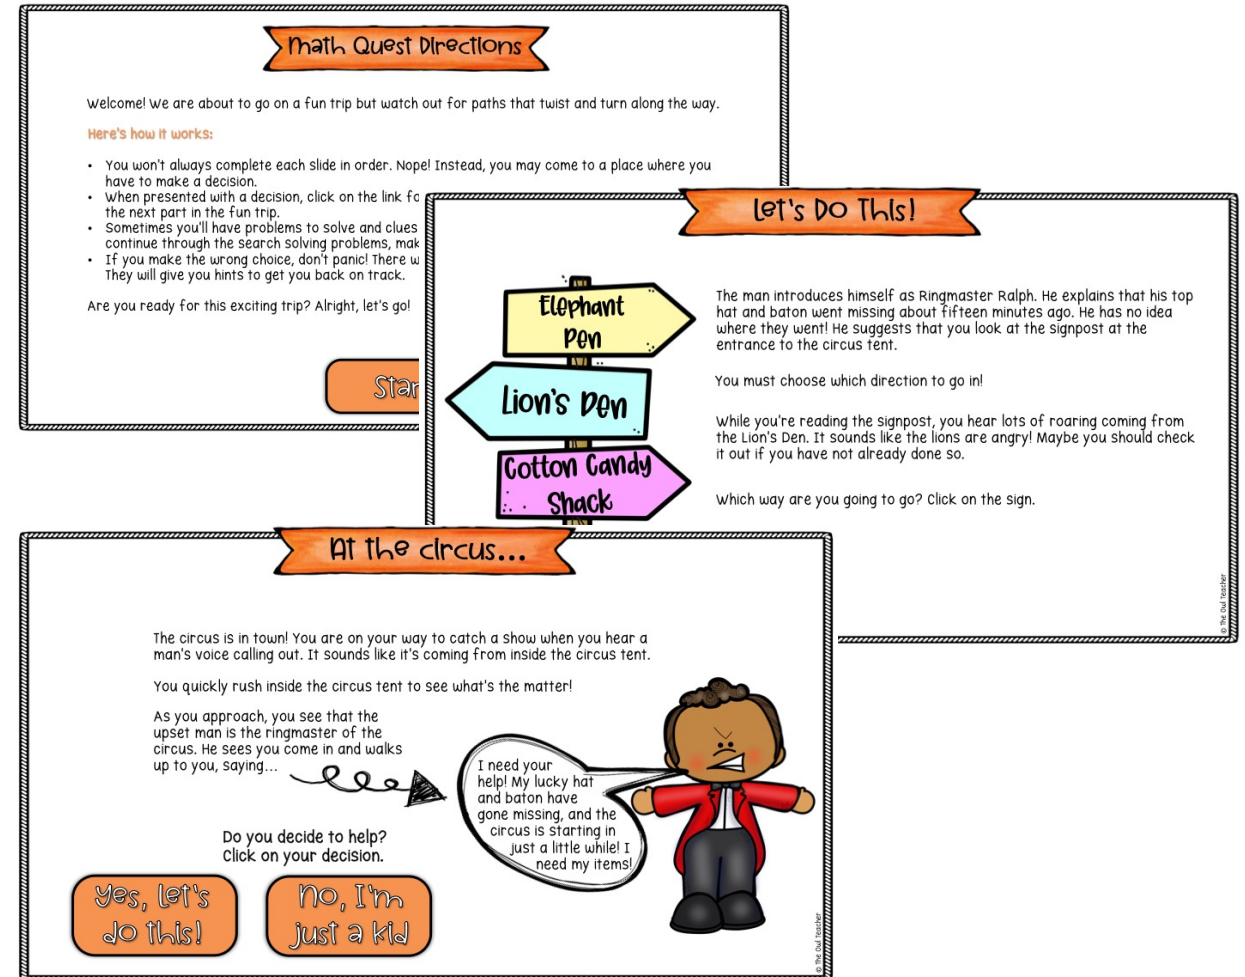 Math Quest Directions
Welcome! We are about to go on a fun trip but watch out for paths that twist and turn along the way.
Here's how it works:
• You won't always complete each slide in order. Nope! Instead, you may come to a place where you
have to make a decision.
• When presented with a decision, click on the link
the next part in the fun trip.
• Sometimes you'll have problems to solve and clues
continue through the search solving problems,
• If you make the wrong choice, don't panic! There
They will give you hints to get you back on track.
Are you ready for this exciting trip? Alright, let's go!
Let's Do This!
Elephant
Pen
Lion's Den
Cotton Candy
Shack
The man introduces himself as Ringmaster Ralph. He explains that his top
hat and baton went missing about fifteen minutes ago. He has no idea
where they went! He suggests that you look at the signpost at the
entrance to the circus tent.
You must choose which direction to go in!
While you're reading the signpost, you hear lots of roaring coming from
the Lion's Den. It sounds like the lions are angry! Maybe you should check
it out if you have not already done so.
Which way are you going to go? Click on the sign.
© The Owl Teacher
At the circus...
The circus is in town! You are on your way to catch a show when you hear a
man's voice calling out. It sounds like it's coming from inside the circus tent.
You quickly rush inside the circus tent to see what's the matter!
As you approach, you see that the
upset man is the ringmaster of the
circus. He sees you come in and walks
up to you, saying...
I need your
help! My lucky hat
and baton have
gone missing, and the
circus is starting in
just a little while! I
need my items!
Do you decide to help?
Click on your decision.
Yes, let's
do this!
No, I'm
just a kid
© The Owl Teacher